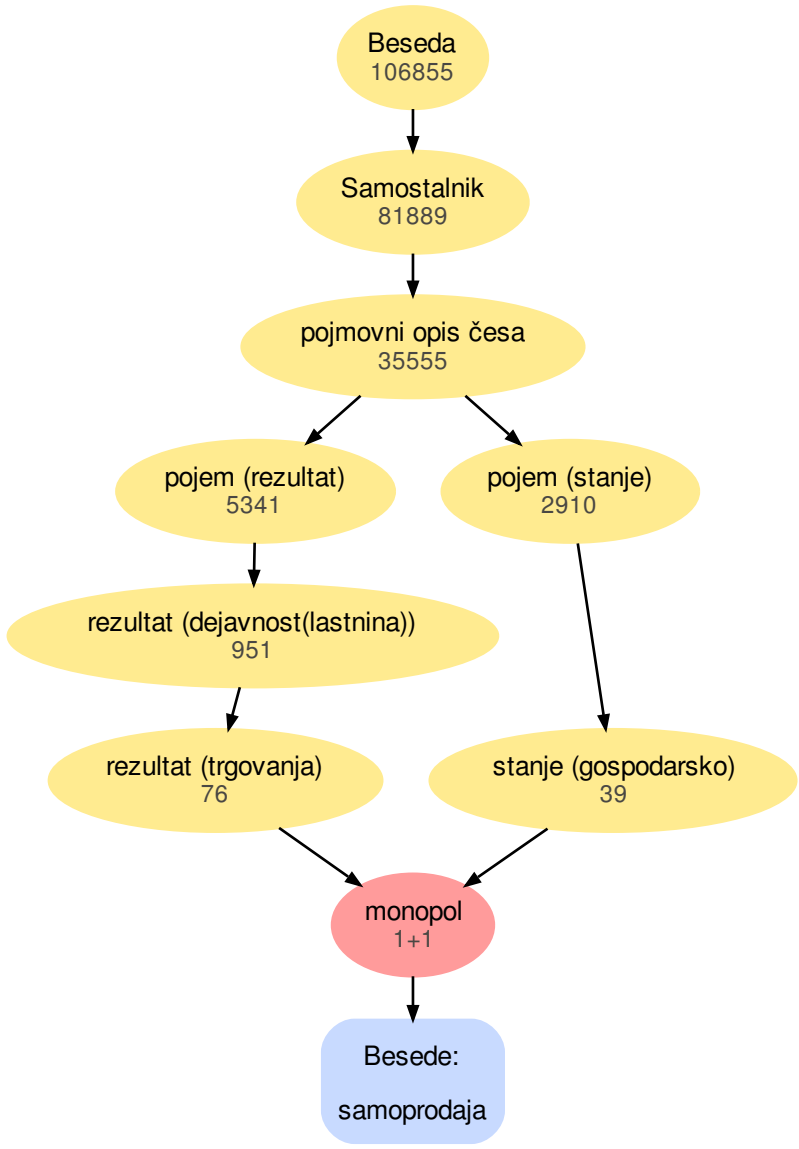 Beseda
106855
Samostalnik
81889
pojmovni opis česa
35555
pojem (rezultat)
5341
pojem (stanje)
2910
rezultat (dejavnost(lastnina))
951
rezultat (trgovanja)
76
stanje (gospodarsko)
39
monopol
1+1
Besede:
samoprodaja